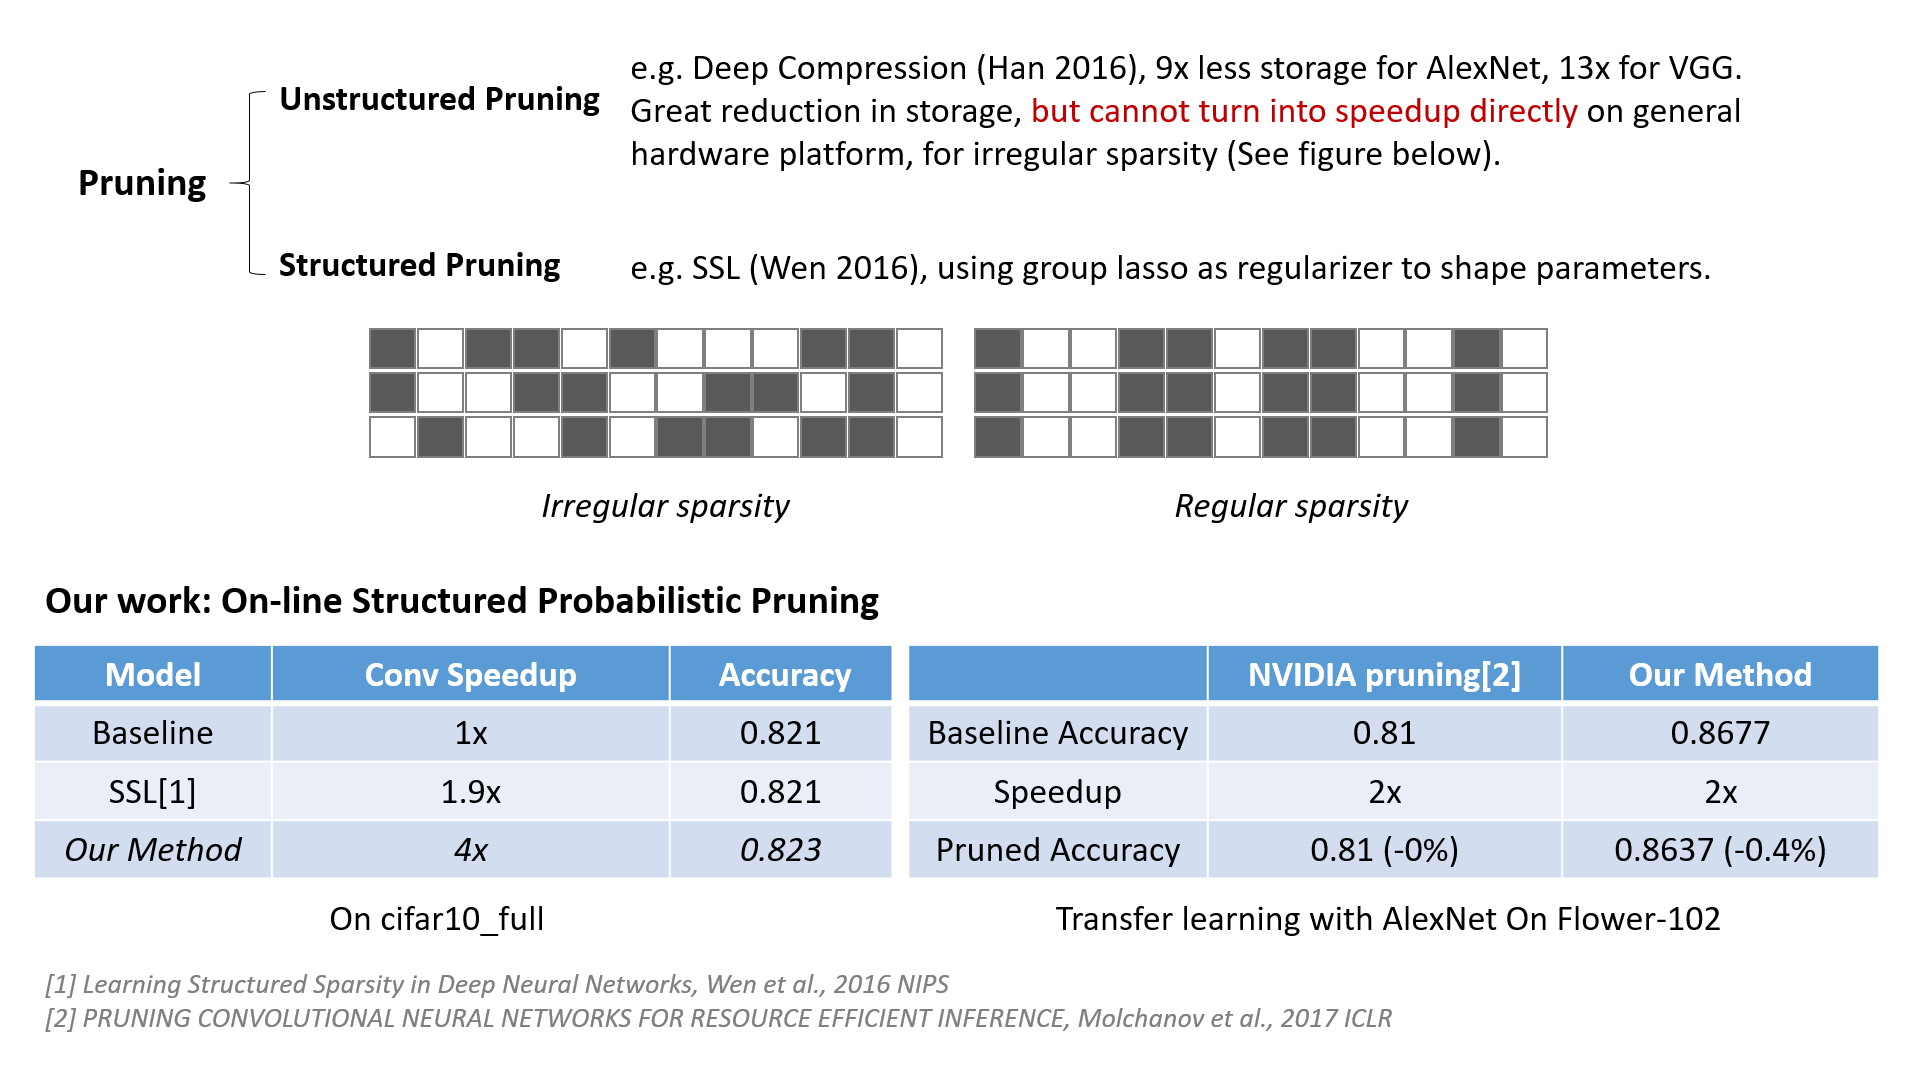 Pruning
Unstructured Pruning
e.g. Deep Compression (Han 2016), 9x less storage for AlexNet, 13x for VGG.
Great reduction in storage, but cannot turn into speedup directly on general
hardware platform, for irregular sparsity (See figure below).
Structured Pruning
e.g. SSL (Wen 2016), using group lasso as regularizer to shape parameters.
Irregular sparsity
Regular sparsity
Our work: On-line Structured Probabilistic Pruning
Model Conv Speedup Accuracy
Baseline 1x 0.821
SSL[1] 1.9x 0.821
Our Method 4x 0.823
On cifar10_full
NVIDIA pruning[2] Our Method
Baseline Accuracy 0.81 0.8677
Speedup 2x 2x
Pruned Accuracy 0.81 (-0%) 0.8637 (-0.4%)
Transfer learning with AlexNet On Flower-102
[1] Learning Structured Sparsity in Deep Neural Networks, Wen et al., 2016 NIPS
[2] PRUNING CONVOLUTIONAL NEURAL NETWORKS FOR RESOURCE EFFICIENT INFERENCE, Molchanov et al., 2017 ICLR